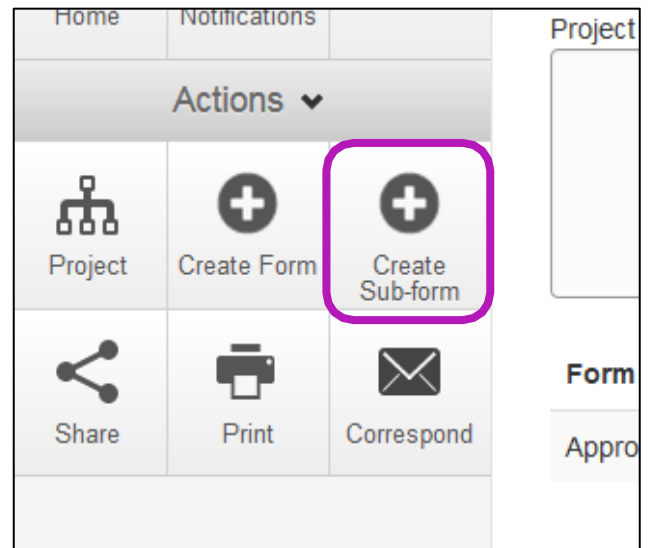 Home Notifications
Project
Actions
Project Create Form Create
Sub-form
Form
Share Print Correspond
Appro